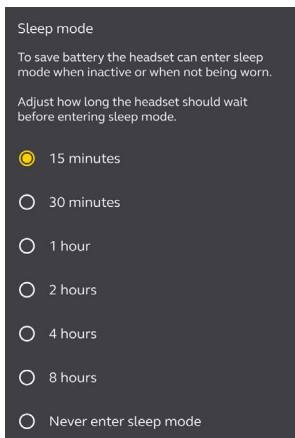 Sleep mode
To save battery the headset can enter sleep
mode when inactive or when not being worn.
Adjust how long the headset should wait
before entering sleep mode.
15 minutes
30 minutes
1 hour
2 hours
4 hours
8 hours
Never enter sleep mode